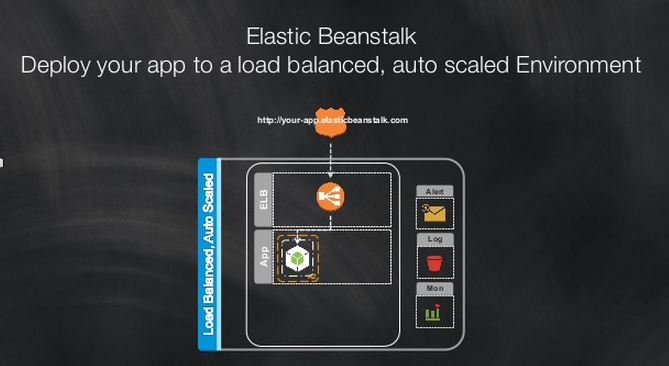 Elastic Beanstalk
Deploy your app to a load balanced, auto scaled Environment
http://your-app.elasticbeanstalk.com
Load Balanced, Auto Scaled
ELB
App
Alert
Log
Mon